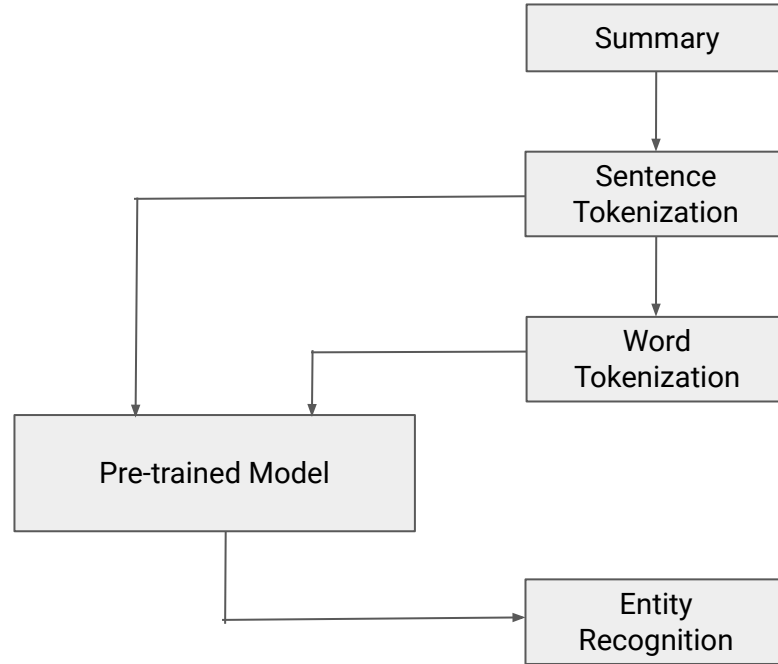 Summary
Sentence
Tokenization
Word
Tokenization
Pre-trained Model
Entity
Recognition